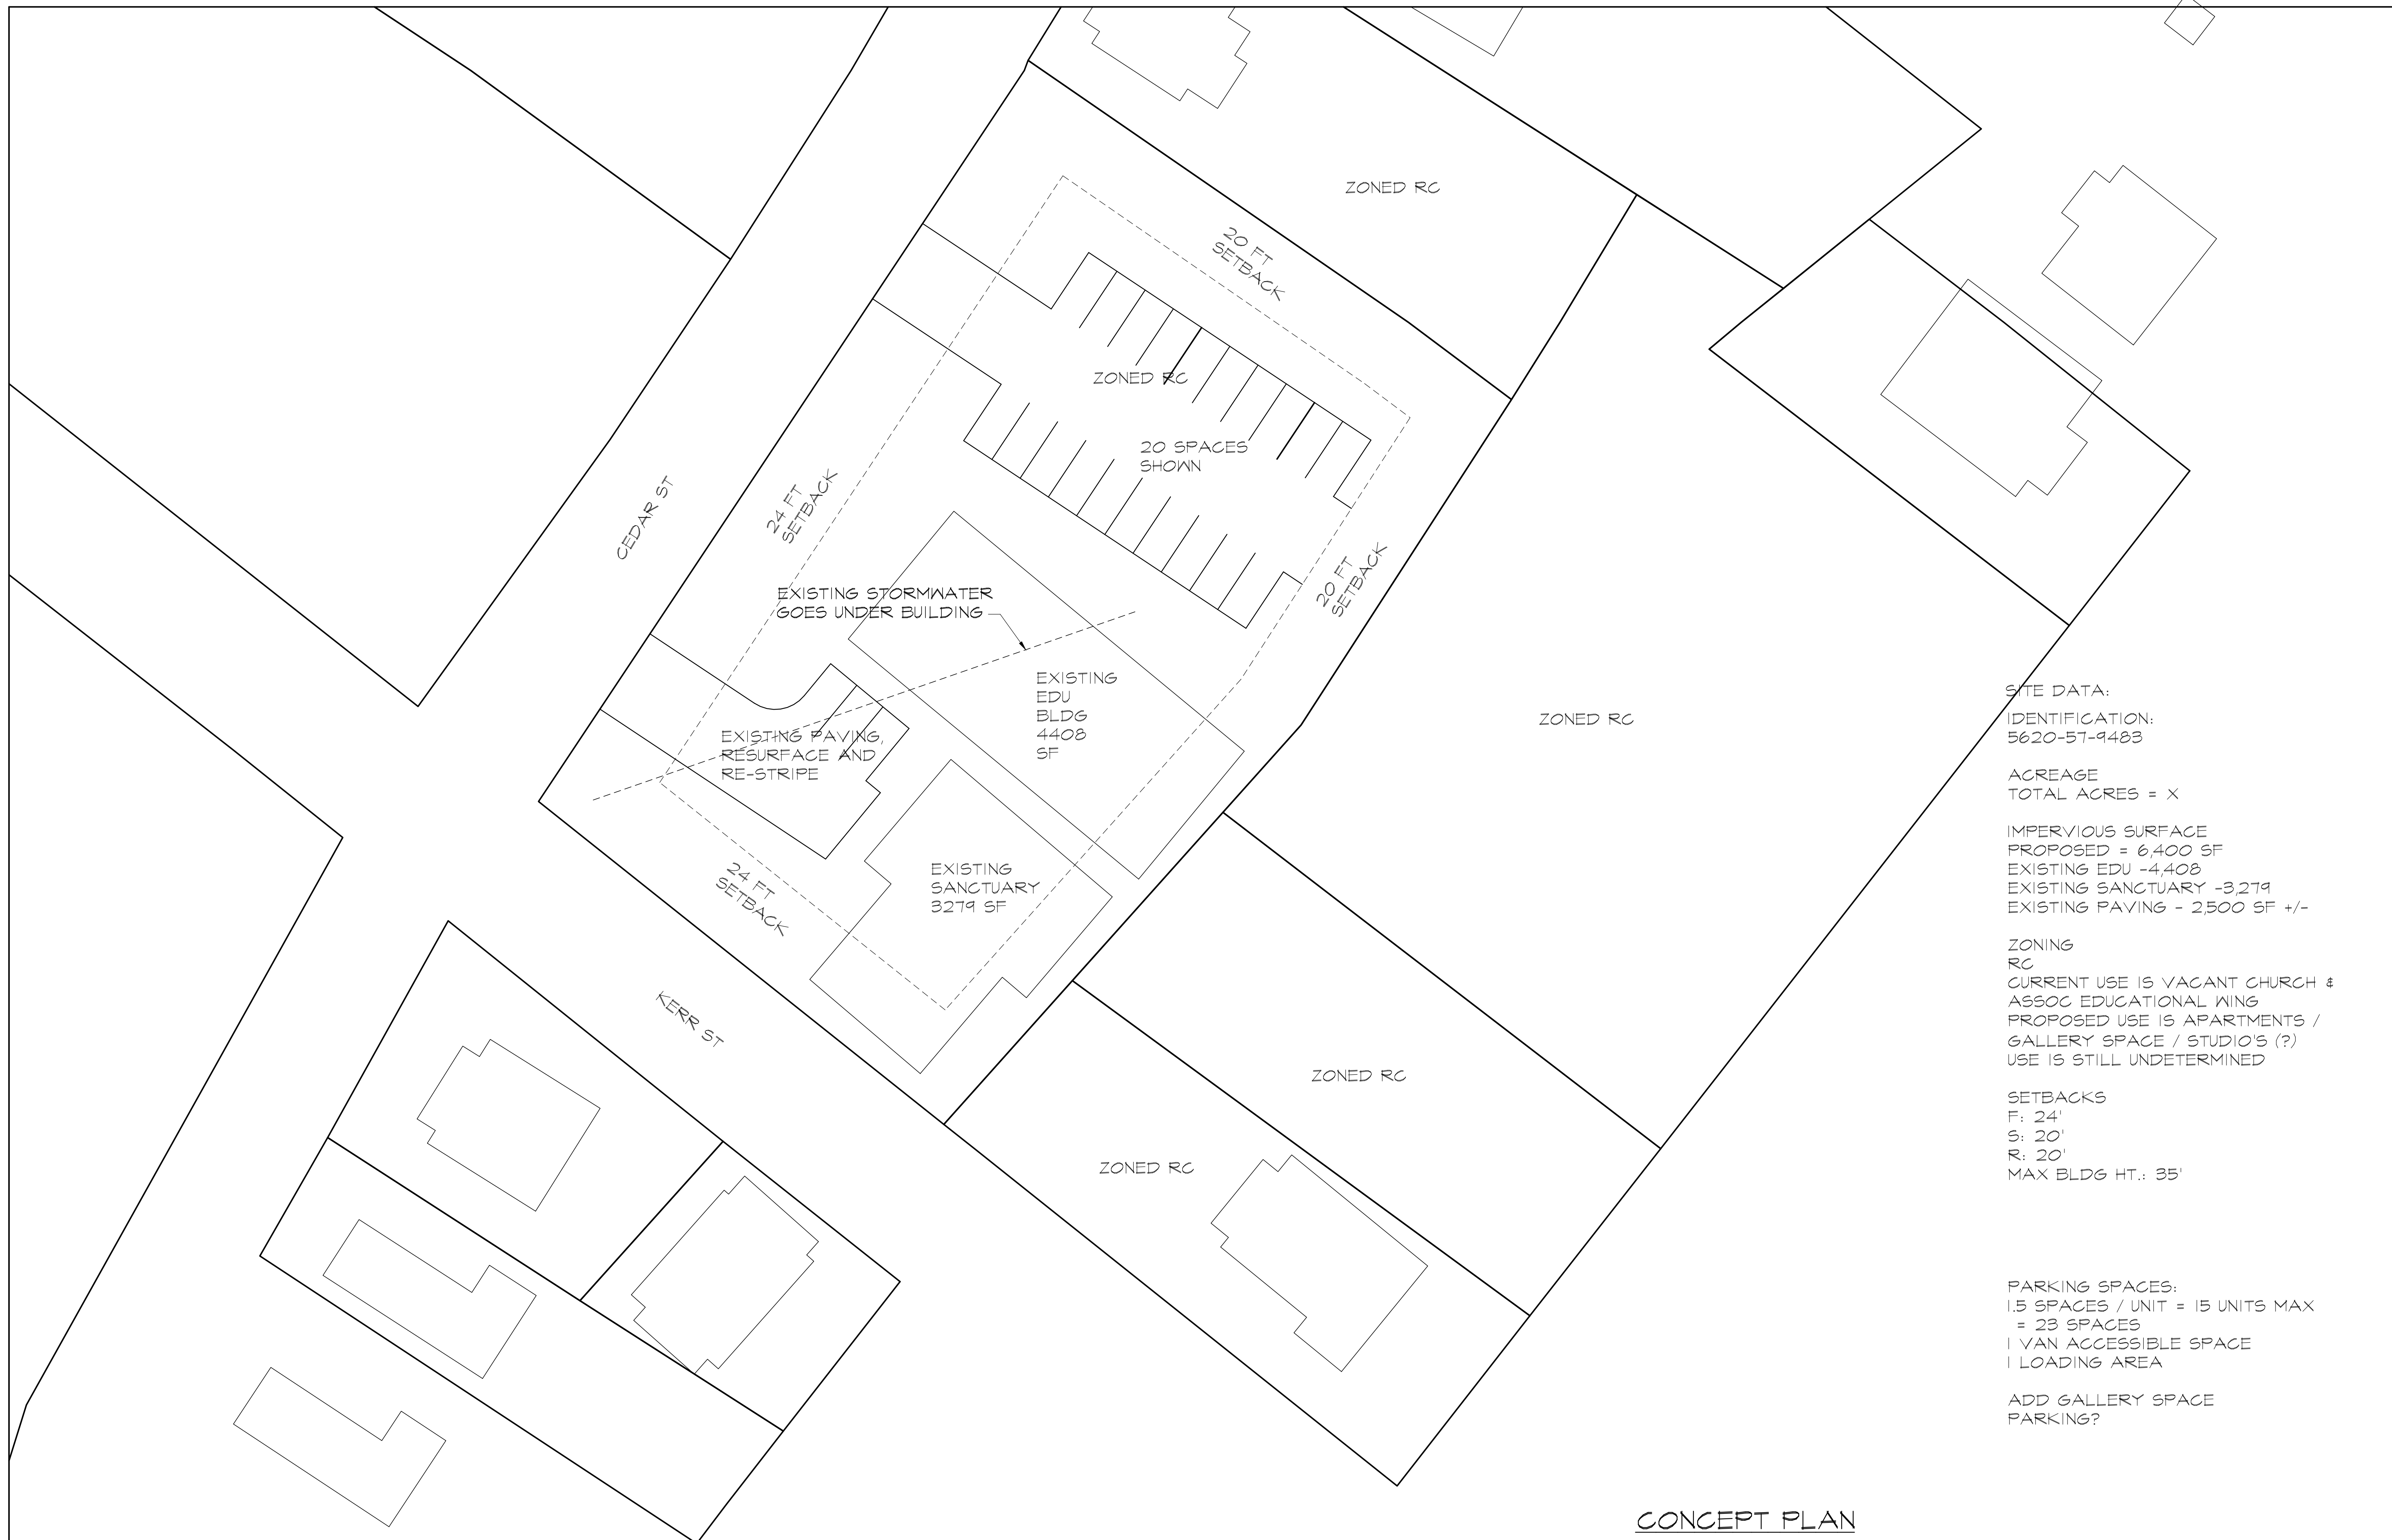 ZONED RC
20 FT
SETBACK
ZONED RC
20 SPACES
SHOWN
CEDAR ST
24 FT
SETBACK
20 FT
SETBACK
EXISTING STORMWATER
GOES UNDER BUILDING
EXISTING
EDU
BLDG
4408
SF
EXISTING PAVING,
RESURFACE AND
RE-STRIPE
ZONED RC
24 FT
SETBACK
EXISTING
SANCTUARY
3279 SF
KERR ST
ZONED RC
ZONED RC
SITE DATA:
IDENTIFICATION:
5620-57-9483
ACREAGE
TOTAL ACRES = X
IMPERVIOUS SURFACE
PROPOSED = 6,400 SF
EXISTING EDU -4,408
EXISTING SANCTUARY -3,279
EXISTING PAVING - 2,500 SF +/-
ZONING
RC
CURRENT USE IS VACANT CHURCH &
ASSOC EDUCATIONAL WING
PROPOSED USE IS APARTMENTS /
GALLERY SPACE / STUDIO'S (?)
USE IS STILL UNDETERMINED
SETBACKS
F: 24'
S: 20'
R: 20'
MAX BLDG HT.: 35'
PARKING SPACES:
1.5 SPACES / UNIT = 15 UNITS MAX
= 23 SPACES
1 VAN ACCESSIBLE SPACE
1 LOADING AREA
ADD GALLERY SPACE
PARKING?
CONCEPT PLAN